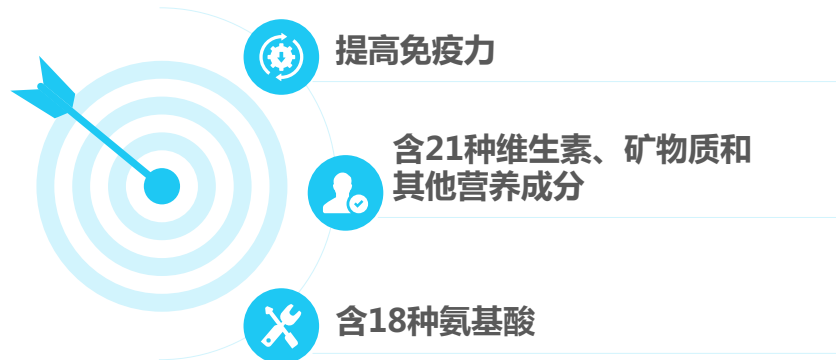 提高免疫力
含21种维生素、矿物质和
其他营养成分
含18种氨基酸